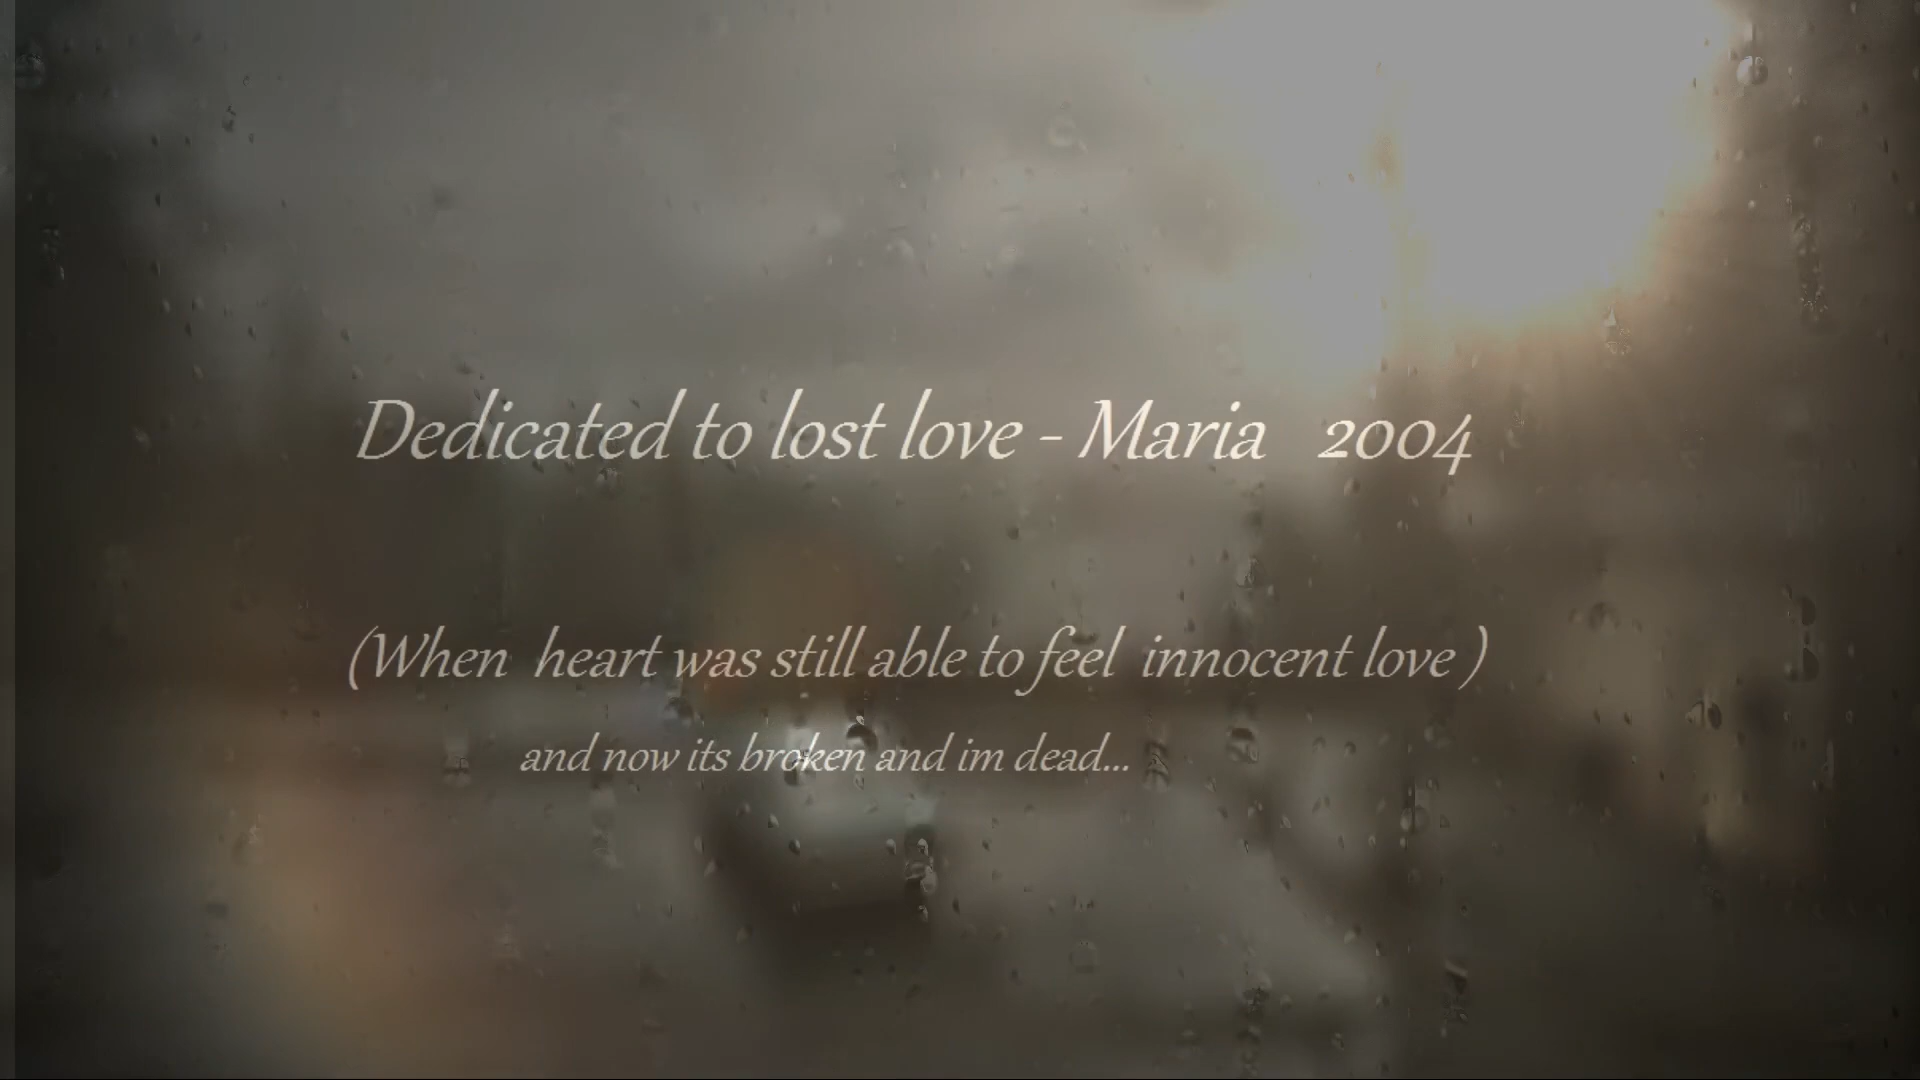 Dedicated to lost love - Maria 2004
(When heart was still able to feel innocent love )
and now its broken and im dead...